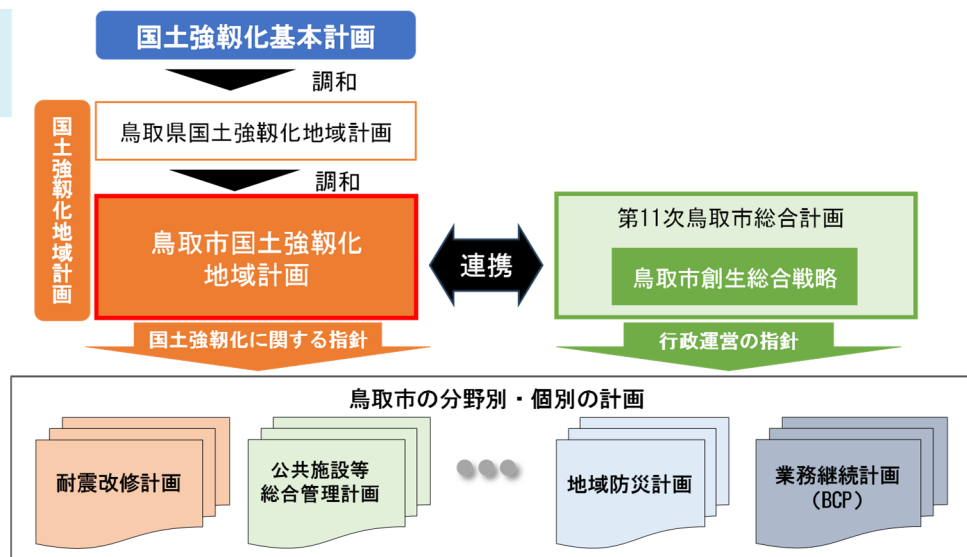 国土強靱化基本計画
調和
国土強靱化地域計画
鳥取県国土強靱化地域計画
調和
鳥取市国土強靱化
地域計画
連携
第11次鳥取市総合計画
鳥取市創生総合戦略
国土強靱化に関する指針
行政運営の指針
鳥取市の分野別・個別の計画
耐震改修計画
公共施設等
総合管理計画
地域防災計画
業務継続計画
（BCP）